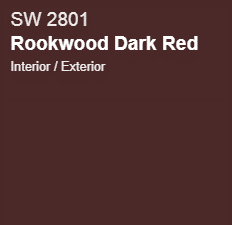 SW 2801
Rookwood Dark Red
Interior / Exterior